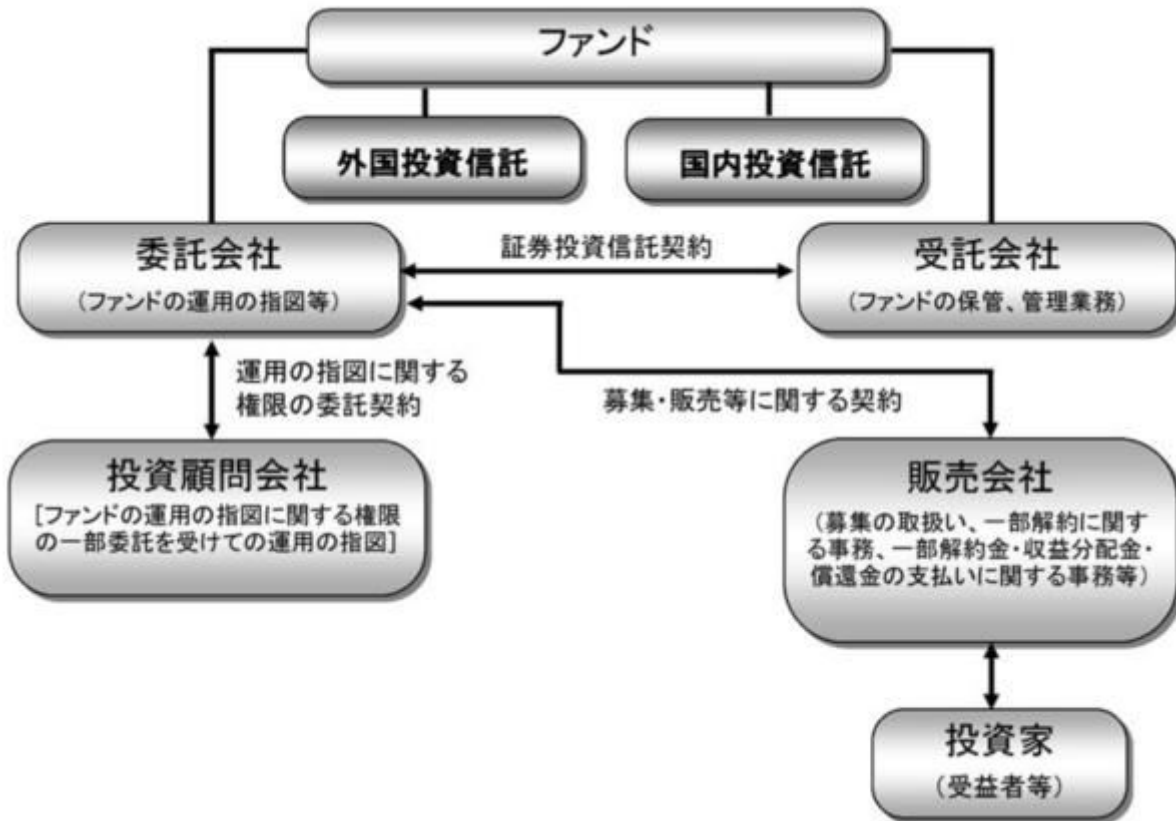 ファンド
外国投資信託
国内投資信託
委託会社
(ファンドの運用の指図等)
証券投資信託契約
受託会社
(ファンドの保管、管理業務)
運用の指図に関する
権限の委託契約
募集・販売等に関する契約
投資顧問会社
[ファンドの運用の指図に関する権限
の一部委託を受けての運用の指図]
販売会社
(募集の取扱い、一部解約に関す
る事務、一部解約金・収益分配金・
償還金の支払いに関する事務等)
投資家
(受益者等)